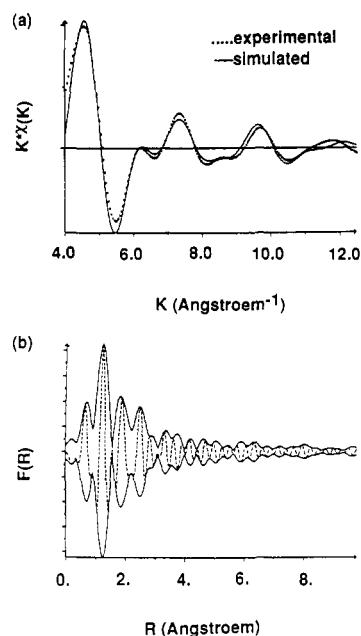 (a)
.....experimental
—simulated
K*χ(K)
4.0 6.0 8.0 10.0 12.0
K (Angstroem-1)
(b)
F(R)
0. 2. 4. 6. 8.
R (Angstroem)